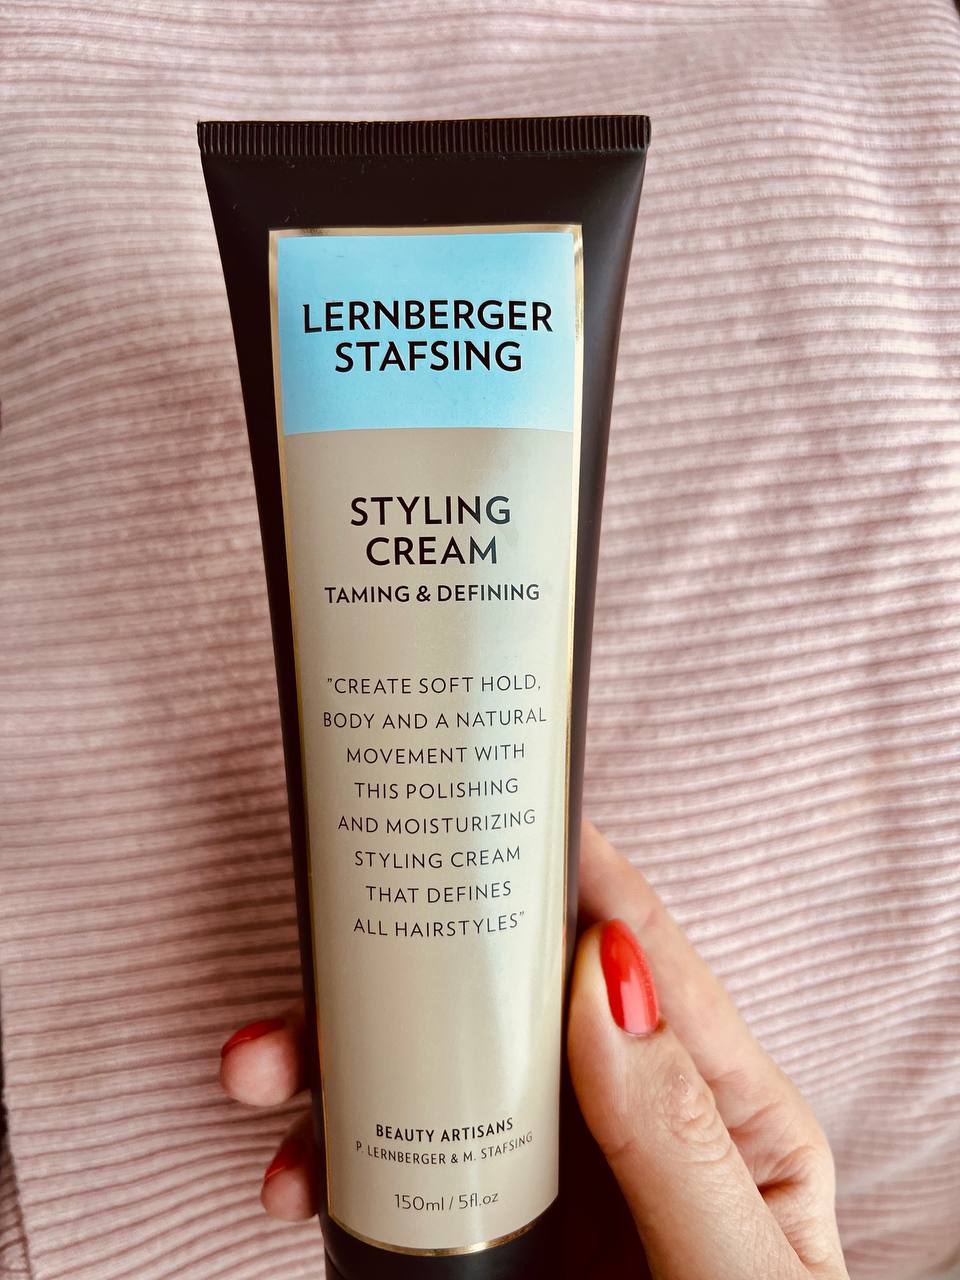 LERNBERGER
STAFSING
STYLING
CREAM
TAMING & DEFINING
”CREATE SOFT HOLD,
BODY AND A NATURAL
MOVEMENT WITH
THIS POLISHING
AND MOISTURIZING
STYLING CREAM
THAT DEFINES
ALL HAIRSTYLES”
BEAUTY ARTISANS
P. LERNBERGER & M. STAFSING
150ml / 5fl.oz